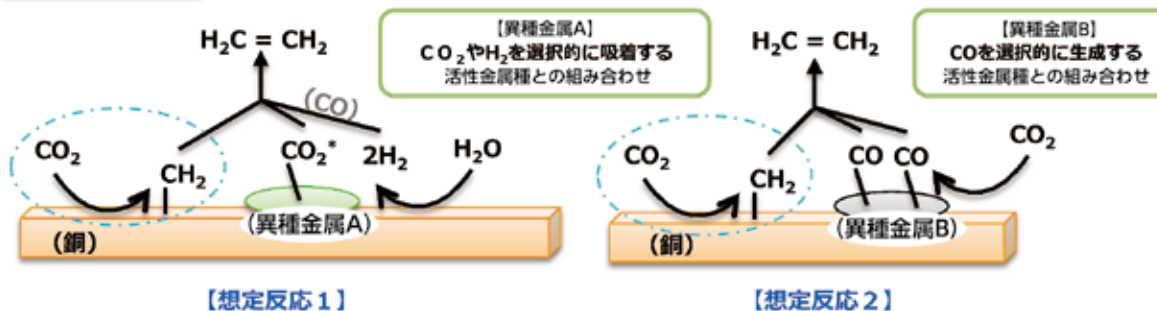 H₂C = CH₂
【異種金属A】
CO₂やH₂を選択的に吸着する
活性金属種との組み合わせ
(CO)
CO₂
CH₂
CO₂*
2H₂
H₂O
(異種金属A)
(銅)
【想定反応１】
H₂C = CH₂
【異種金属B】
COを選択的に生成する
活性金属種との組み合わせ
CO₂
CH₂
CO
CO
CO₂
(異種金属B)
(銅)
【想定反応２】